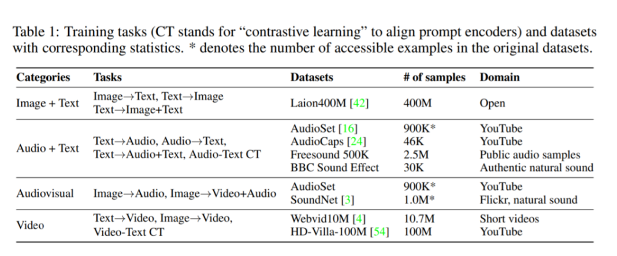 Table 1: Training tasks (CT stands for “contrastive learning” to align prompt encoders) and datasets
with corresponding statistics. * denotes the number of accessible examples in the original datasets.
Categories Tasks Datasets # of samples Domain
Image + Text Image→Text, Text→Image Laion400M [42] 400M Open
Text→Image+Text
Audio + Text Text→Audio, Audio→Text, AudioSet [16] 900K* YouTube
Text→Audio+Text, Audio-Text CT AudioCaps [24] 46K YouTube
Freesound 500K 2.5M Public audio samples
BBC Sound Effect 30K Authentic natural sound
Audiovisual Image→Audio, Image→Video+Audio AudioSet 900K* YouTube
SoundNet [3] 1.0M* Flickr, natural sound
Video Text→Video, Image→Video, Webvid10M [4] 10.7M Short videos
Video-Text CT HD-Villa-100M [54] 100M YouTube